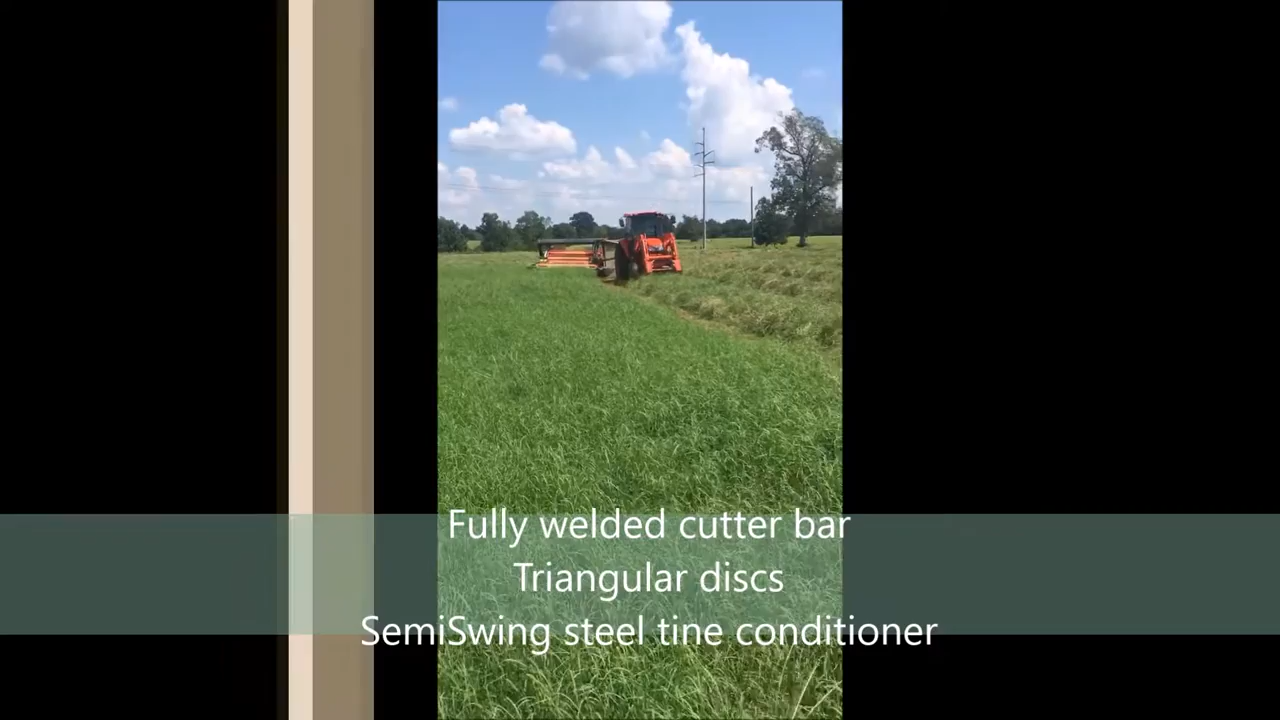 Fully welded cutter bar
Triangular discs
SemiSwing steel tine conditioner